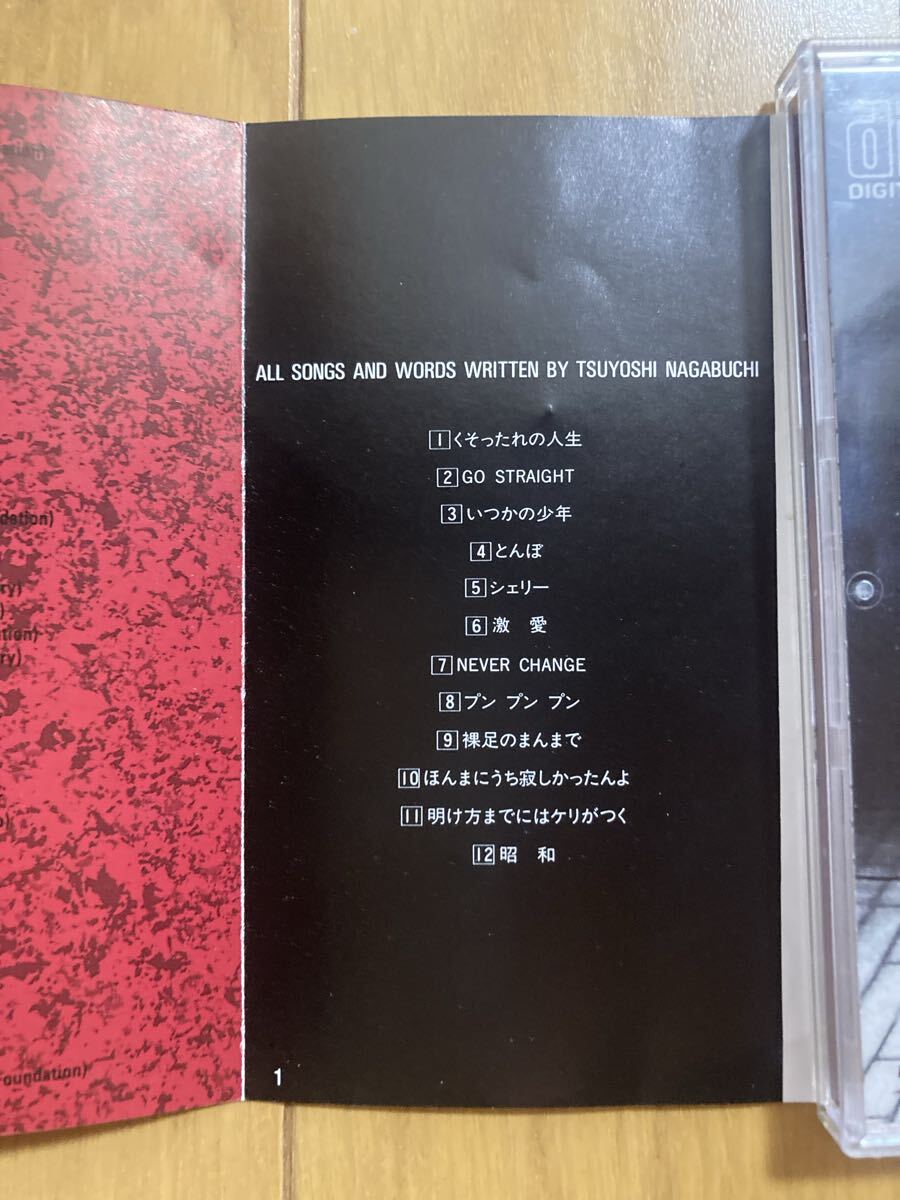 ALL SONGS AND WORDS WRITTEN BY TSUYOSHI NAGABUCHI
1 くそったれの人生
2 GO STRAIGHT
3 いつかの少年
4 とんぼ
5 シェリー
6 激 愛
7 NEVER CHANGE
8 プン プン プン
9 裸足のまんまで
10 ほんまにうち寂しかったんよ
11 明け方までにはケリがつく
12 昭 和
1